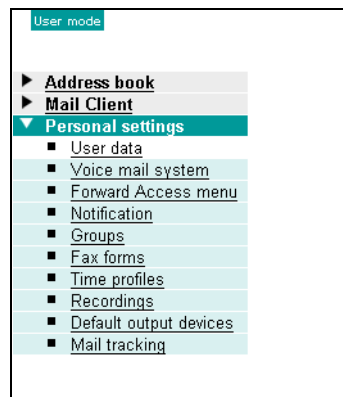 User mode
Address book
Mail Client
Personal settings
User data
Voice mail system
Forward Access menu
Notification
Groups
Fax forms
Time profiles
Recordings
Default output devices
Mail tracking